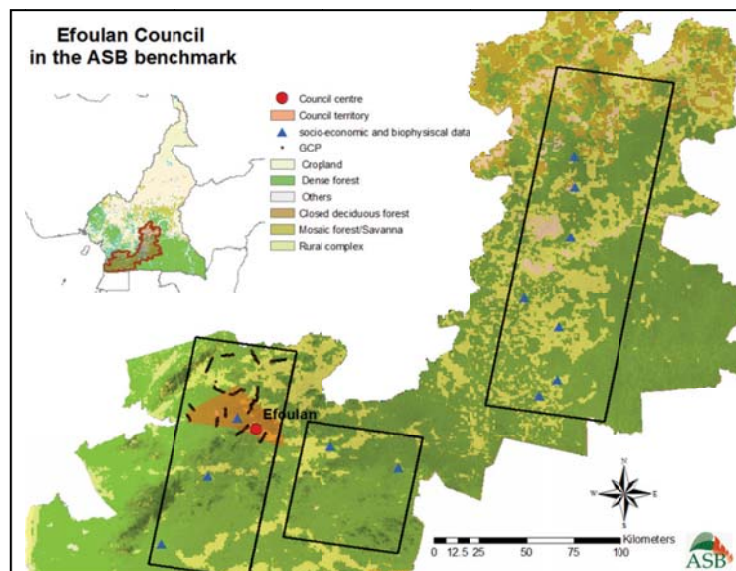 Efoulan Council
in the ASB benchmark
Council centre
Council territory
socio-economic and biophysiscal data
GCP
Cropland
Dense forest
Others
Closed deciduous forest
Mosaic forest/Savanna
Rural complex
Efoulan
N
W E
S
Kilometers
0 12.5 25 50 75 100
ASB